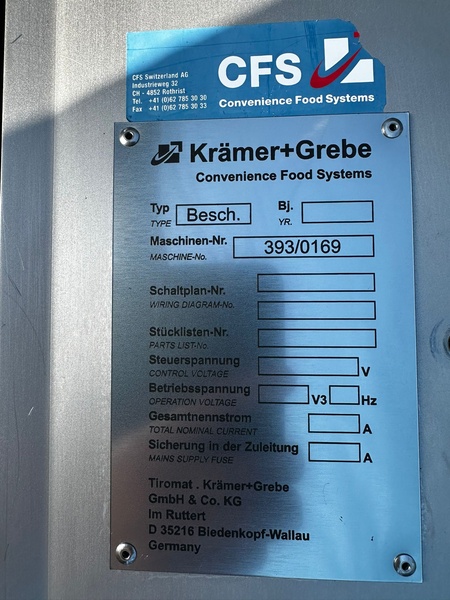 CFS Switzerland AG
Industrieweg 32
CH - 4852 Rothrist
Tel. +41 (0)62 785 30 30
Fax +41 (0)62 785 30 33
CFS
Convenience Food Systems
Krämer+Grebe
Convenience Food Systems
Typ Besch. Bj.
TYPE YR.
Maschinen-Nr. 393/0169
MASCHINE-No.
Schaltplan-Nr.
WIRING DIAGRAM-No.
Stücklisten-Nr.
PARTS LIST-No.
Steuerspannung V
CONTROL VOLTAGE
Betriebsspannung V3 Hz
OPERATION VOLTAGE
Gesamtnennstrom A
TOTAL NOMINAL CURRENT
Sicherung in der Zuleitung A
MAINS SUPPLY FUSE
Tiromat . Krämer+Grebe
GmbH & Co. KG
Im Ruttert
D 35216 Biedenkopf-Wallau
Germany